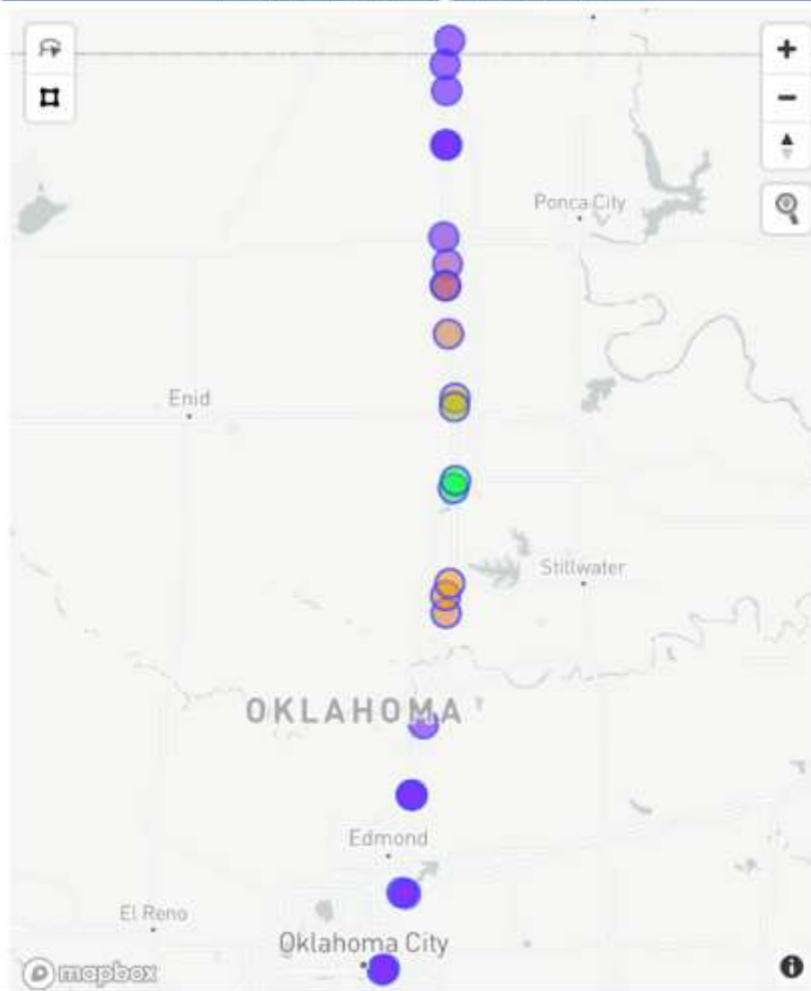 Ponca City
Enid
Stillwater
OKLAHOMA
Edmond
El Reno
Oklahoma City
mapbox